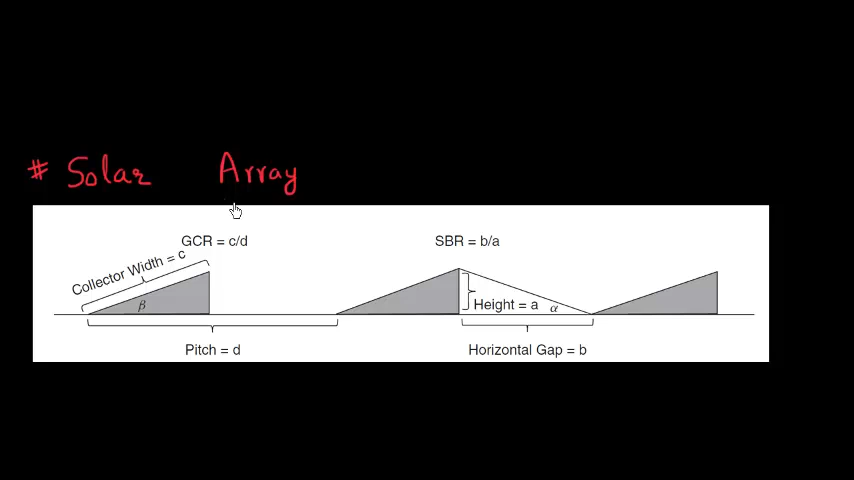 # Solar Array
GCR = c/d
SBR = b/a
Collector Width = c
β
Height = a
α
Pitch = d
Horizontal Gap = b